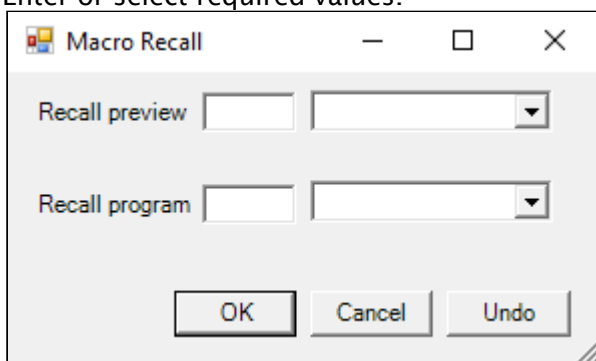 Enter or select required values.
Macro Recall
Recall preview
Recall program
OK Cancel Undo